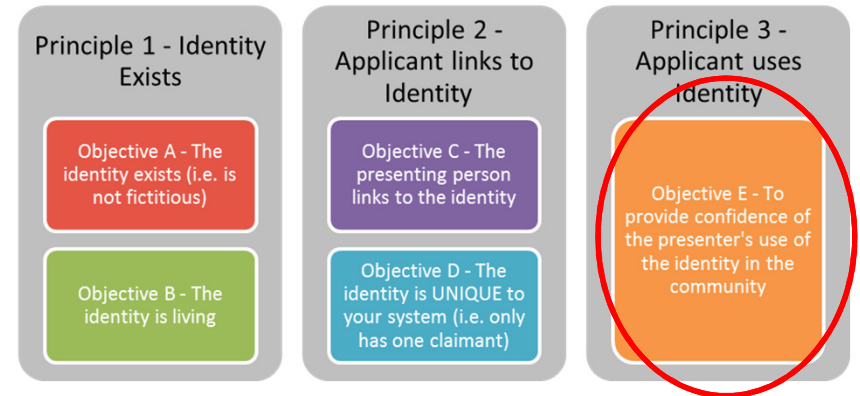 Principle 1 - Identity
Exists
Objective A - The
identity exists (i.e. is
not fictitious)
Objective B - The
identity is living
Principle 2 -
Applicant links to
Identity
Objective C - The
presenting person
links to the identity
Objective D - The
identity is UNIQUE to
your system (i.e. only
has one claimant)
Principle 3 -
Applicant uses
Identity
Objective E - To
provide confidence of
the presenter's use of
the identity in the
community